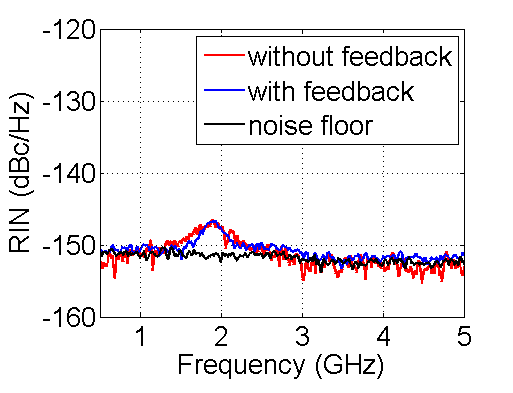 -120
-130
-140
-150
-160
RIN (dBc/Hz)
without feedback
with feedback
noise floor
1 2 3 4 5
Frequency (GHz)